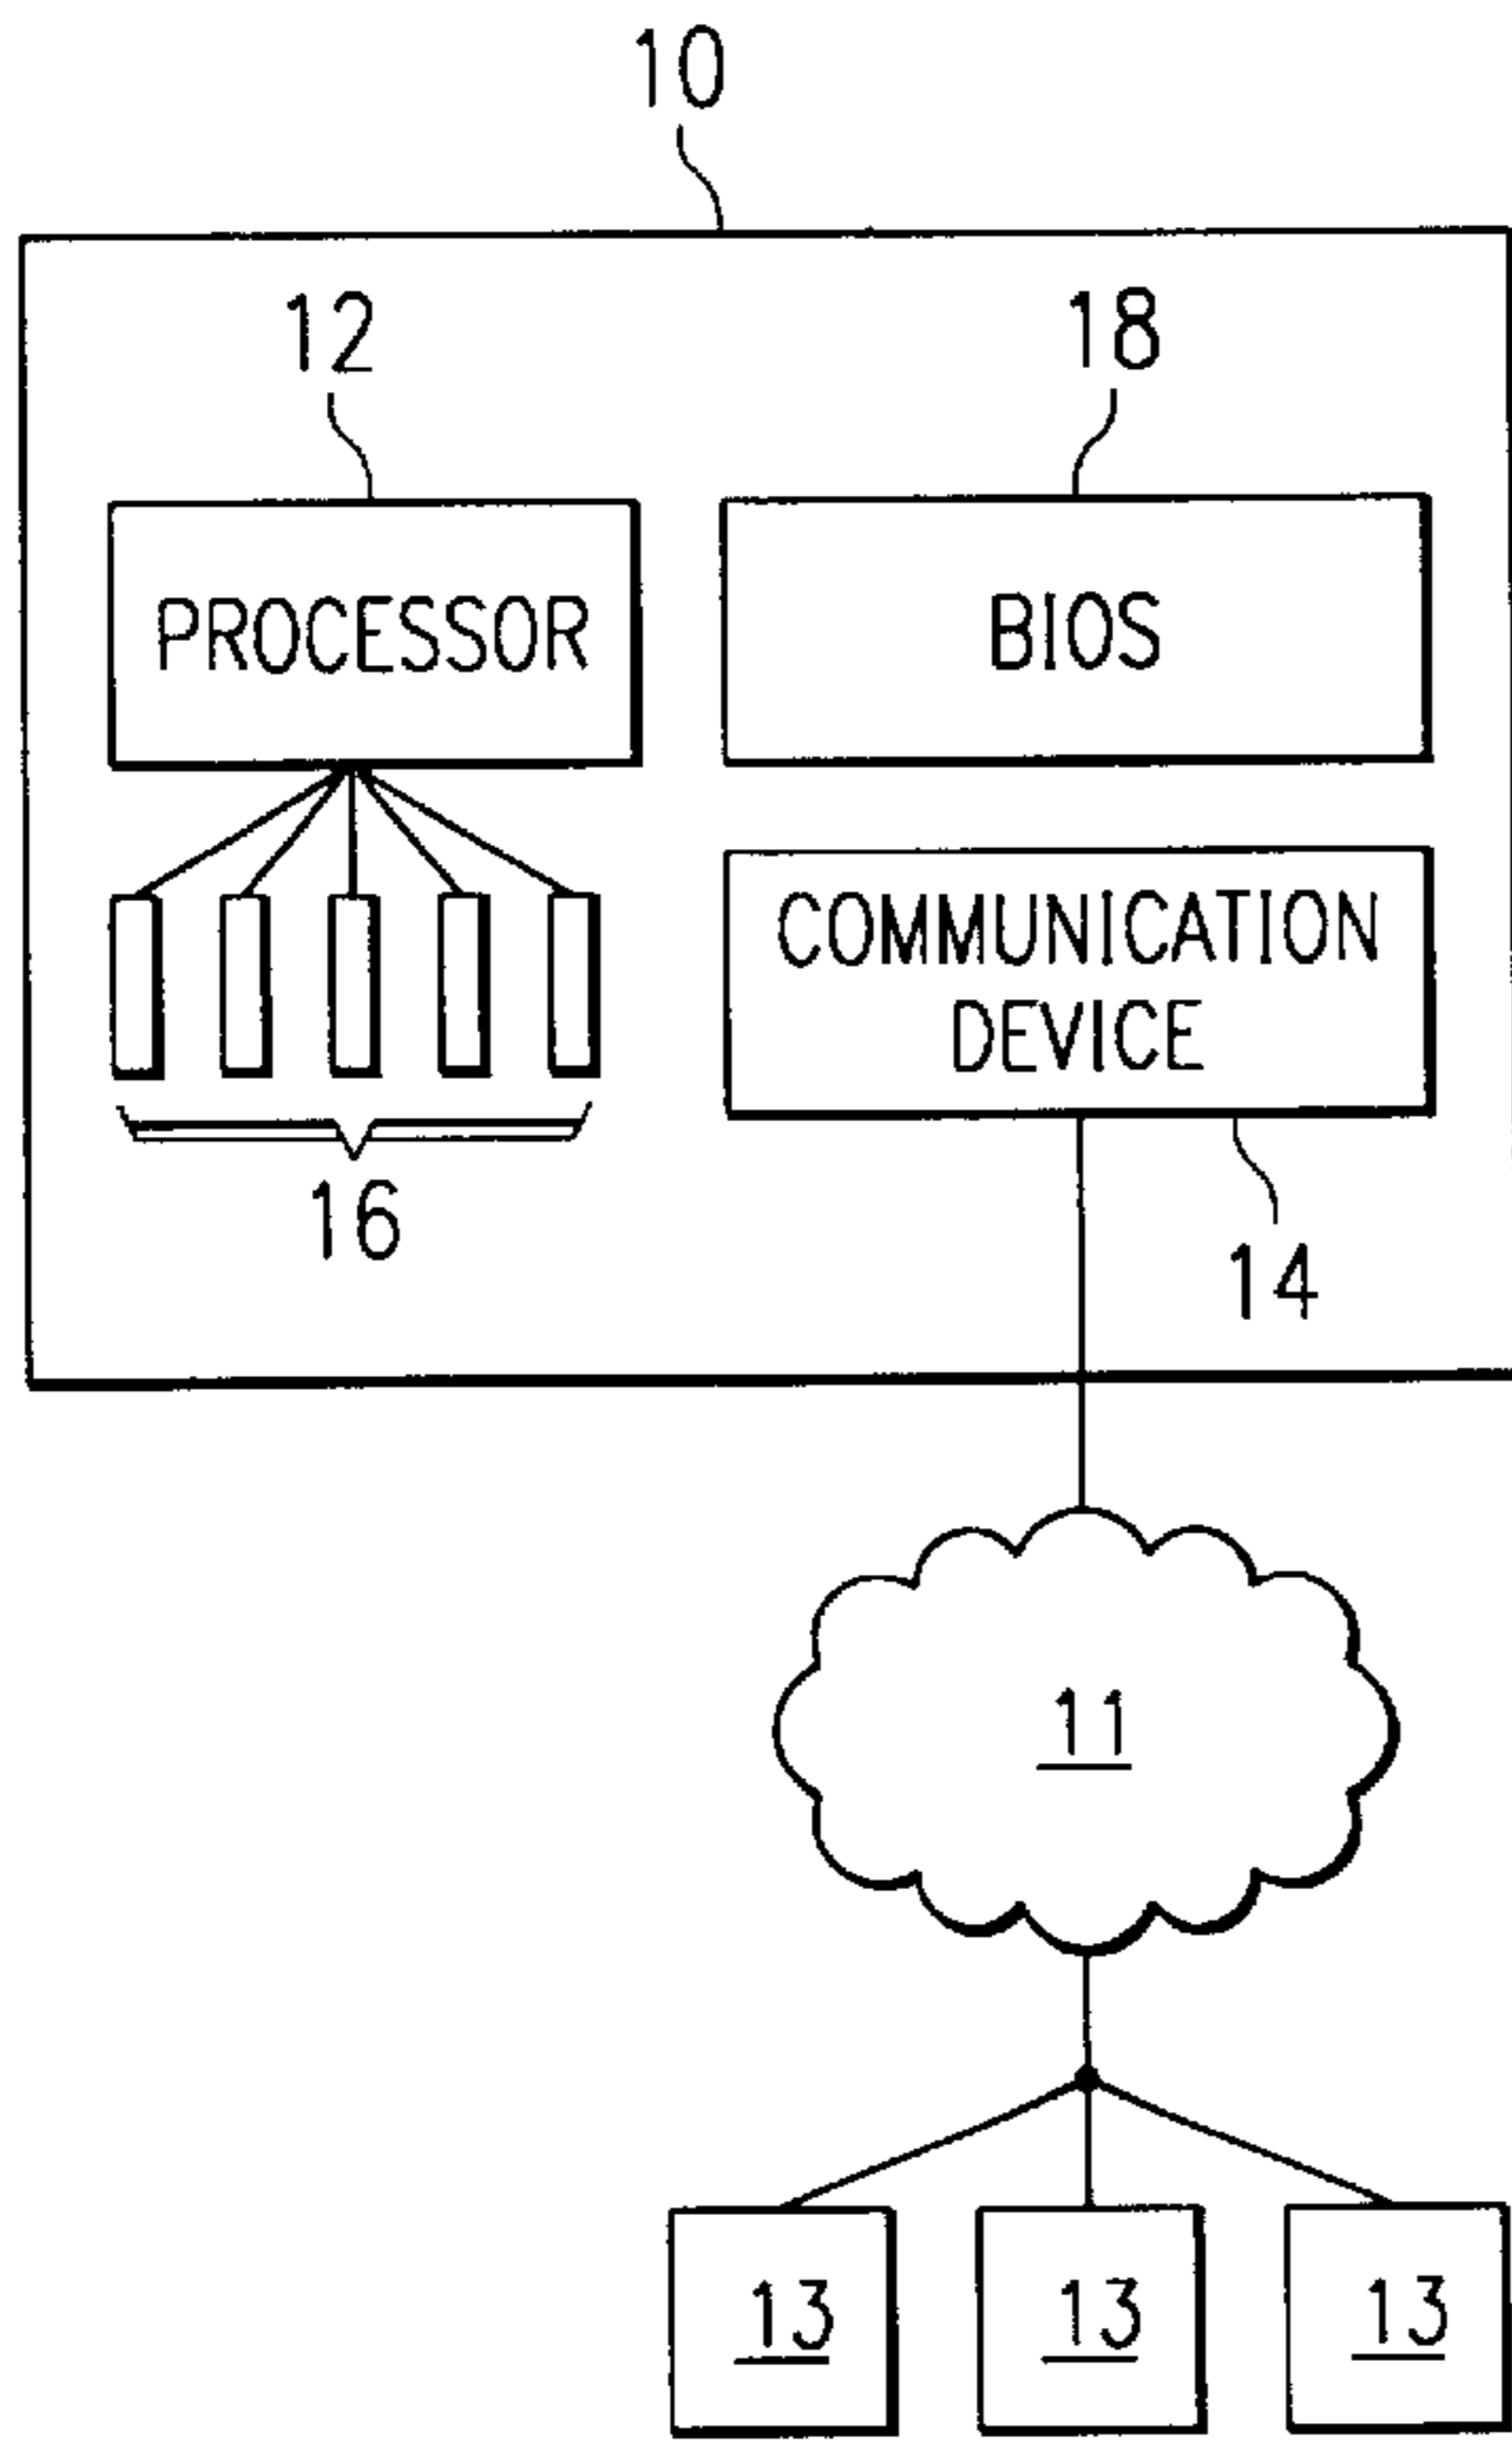 10
12
18
PROCESSOR
BIOS
COMMUNICATION
DEVICE
16
14
11
13 13 13